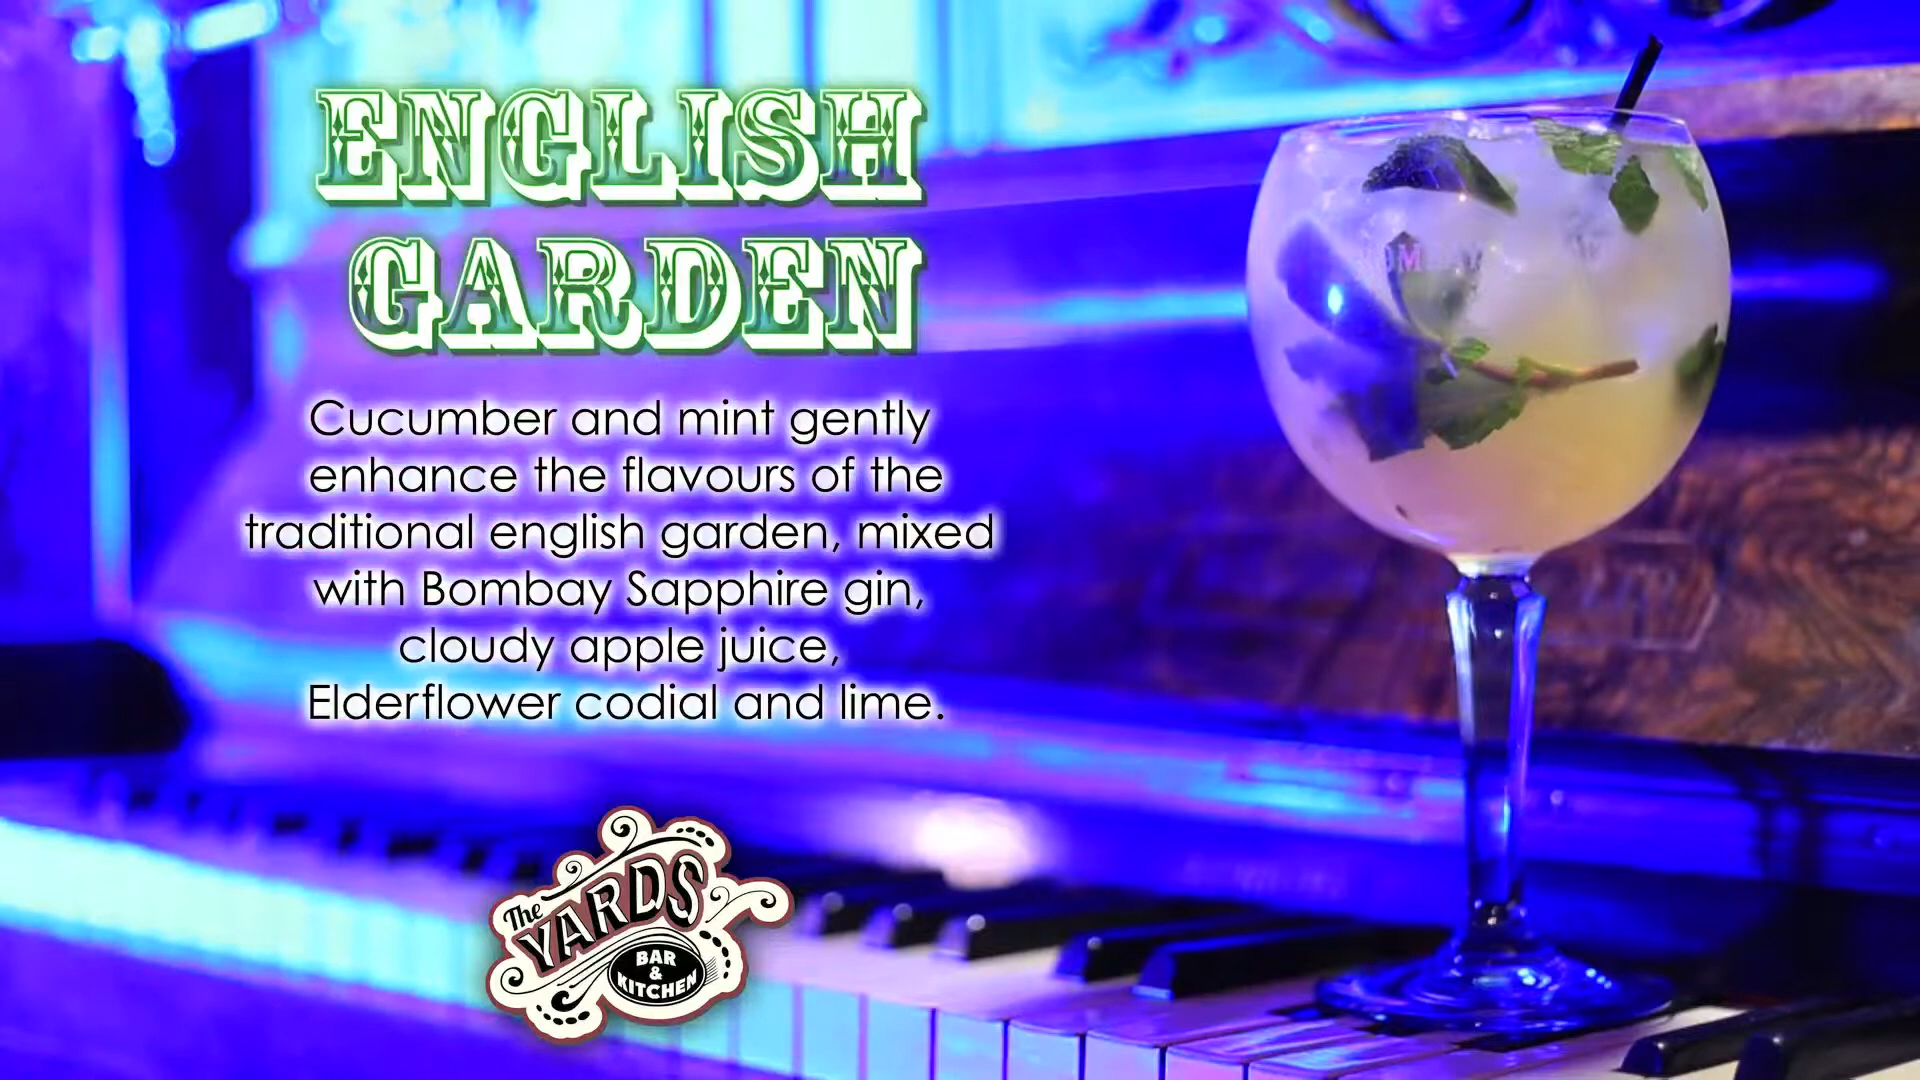 ENGLISH
GARDEN
Cucumber and mint gently
enhance the flavours of the
traditional english garden, mixed
with Bombay Sapphire gin,
cloudy apple juice,
Elderflower codial and lime.
The
YARDS
BAR
&
KITCHEN